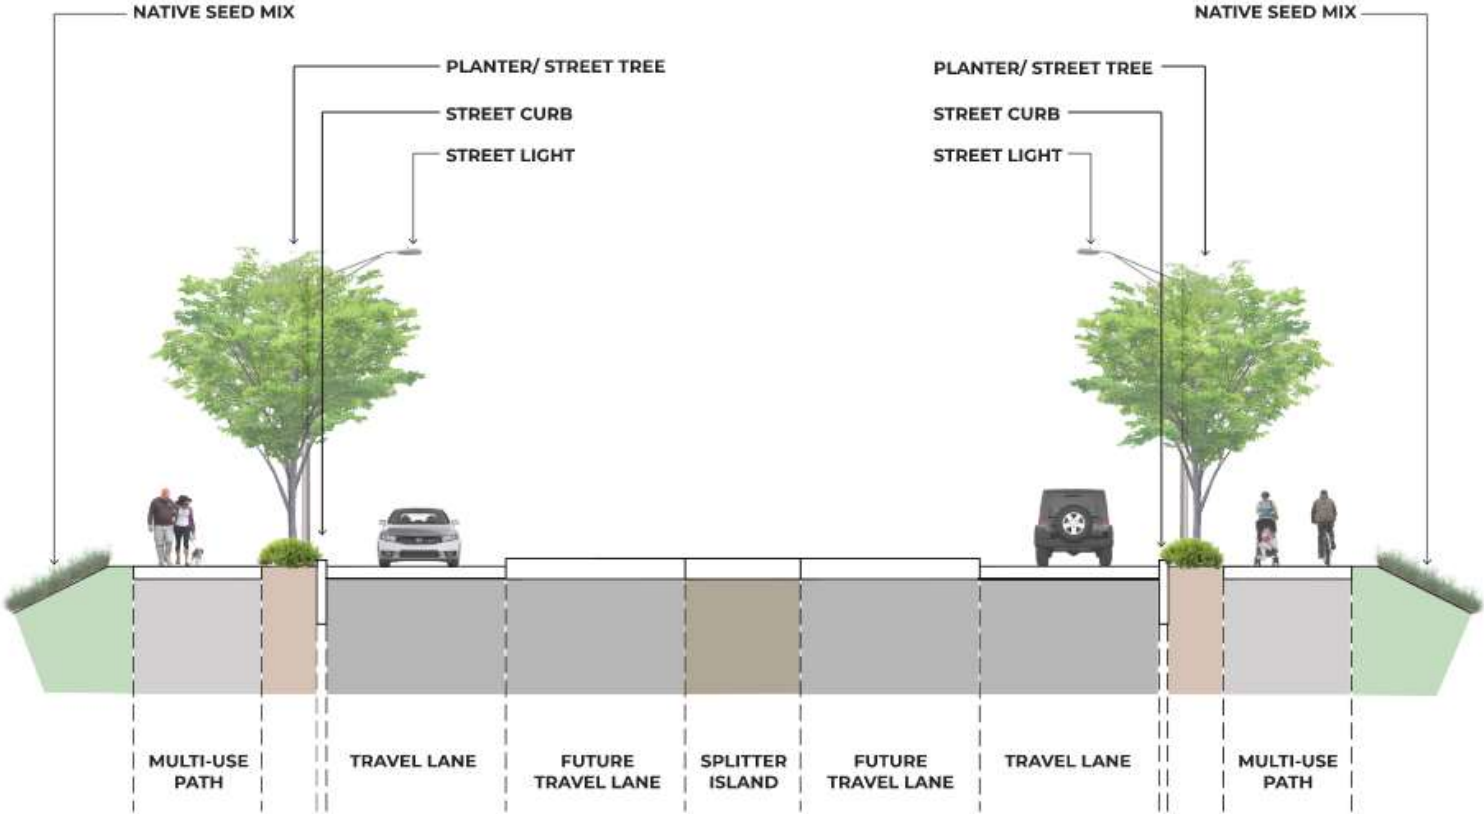 NATIVE SEED MIX
NATIVE SEED MIX
PLANTER/ STREET TREE
PLANTER/ STREET TREE
STREET CURB
STREET CURB
STREET LIGHT
STREET LIGHT
MULTI-USE
PATH
TRAVEL LANE
FUTURE
TRAVEL LANE
SPLITTER
ISLAND
FUTURE
TRAVEL LANE
TRAVEL LANE
MULTI-USE
PATH